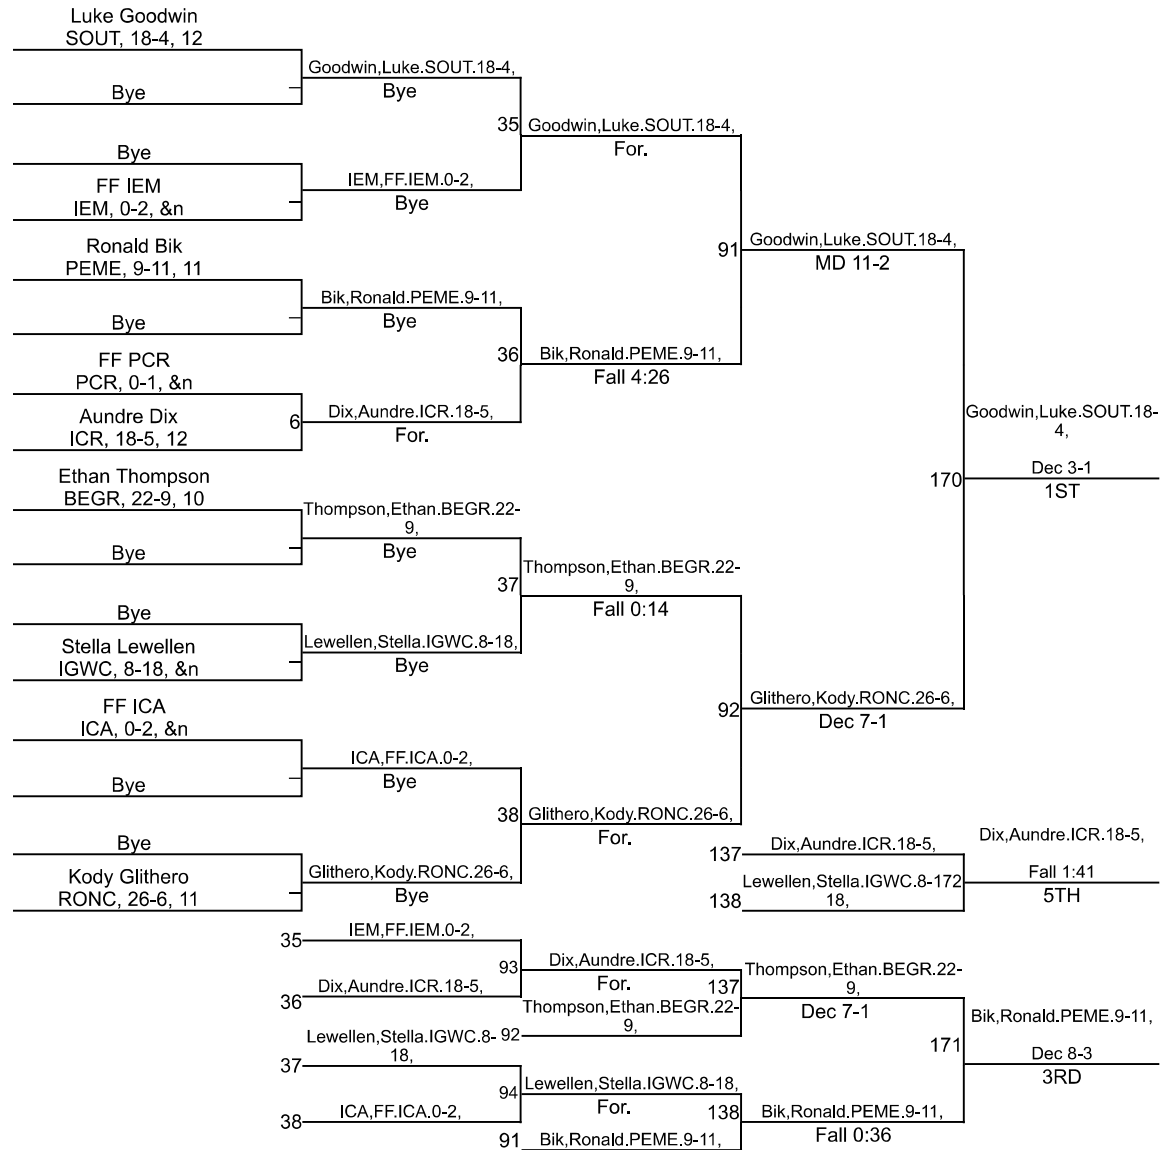 Luke Goodwin
SOUT, 18-4, 12
Goodwin,Luke.SOUT.18-4,
Bye
Bye
35
Goodwin,Luke.SOUT.18-4,
For.
Bye
FF IEM
IEM, 0-2, &n
IEM,FF.IEM.0-2,
Bye
Ronald Bik
PEME, 9-11, 11
91
Goodwin,Luke.SOUT.18-4,
MD 11-2
Bik,Ronald.PEME.9-11,
Bye
Bye
36
Bik,Ronald.PEME.9-11,
Fall 4:26
FF PCR
PCR, 0-1, &n
Aundre Dix
ICR, 18-5, 12
6
Dix,Aundre.ICR.18-5,
For.
Goodwin,Luke.SOUT.18-
4,
170
Dec 3-1
1ST
Ethan Thompson
BEGR, 22-9, 10
Thompson,Ethan.BEGR.22-
9,
Bye
Bye
37
Thompson,Ethan.BEGR.22-
9,
Fall 0:14
Bye
Stella Lewellen
IGWC, 8-18, &n
Lewellen,Stella.IGWC.8-18,
Bye
FF ICA
ICA, 0-2, &n
92
Glithero,Kody.RONC.26-6,
Dec 7-1
ICA,FF.ICA.0-2,
Bye
Bye
38
Glithero,Kody.RONC.26-6,
For.
Bye
Kody Glithero
RONC, 26-6, 11
Glithero,Kody.RONC.26-6,
Bye
137
Dix,Aundre.ICR.18-5,
Dix,Aundre.ICR.18-5,
Lewellen,Stella.IGWC.8-172
18,
138
Fall 1:41
5TH
35
IEM,FF.IEM.0-2,
93
Dix,Aundre.ICR.18-5,
For.
36
Dix,Aundre.ICR.18-5,
137
Thompson,Ethan.BEGR.22-
9,
Dec 7-1
Thompson,Ethan.BEGR.22-
9,
92
Lewellen,Stella.IGWC.8-
18,
37
171
Bik,Ronald.PEME.9-11,
Dec 8-3
3RD
94
Lewellen,Stella.IGWC.8-18,
For.
38
ICA,FF.ICA.0-2,
138
Bik,Ronald.PEME.9-11,
Fall 0:36
91
Bik,Ronald.PEME.9-11,